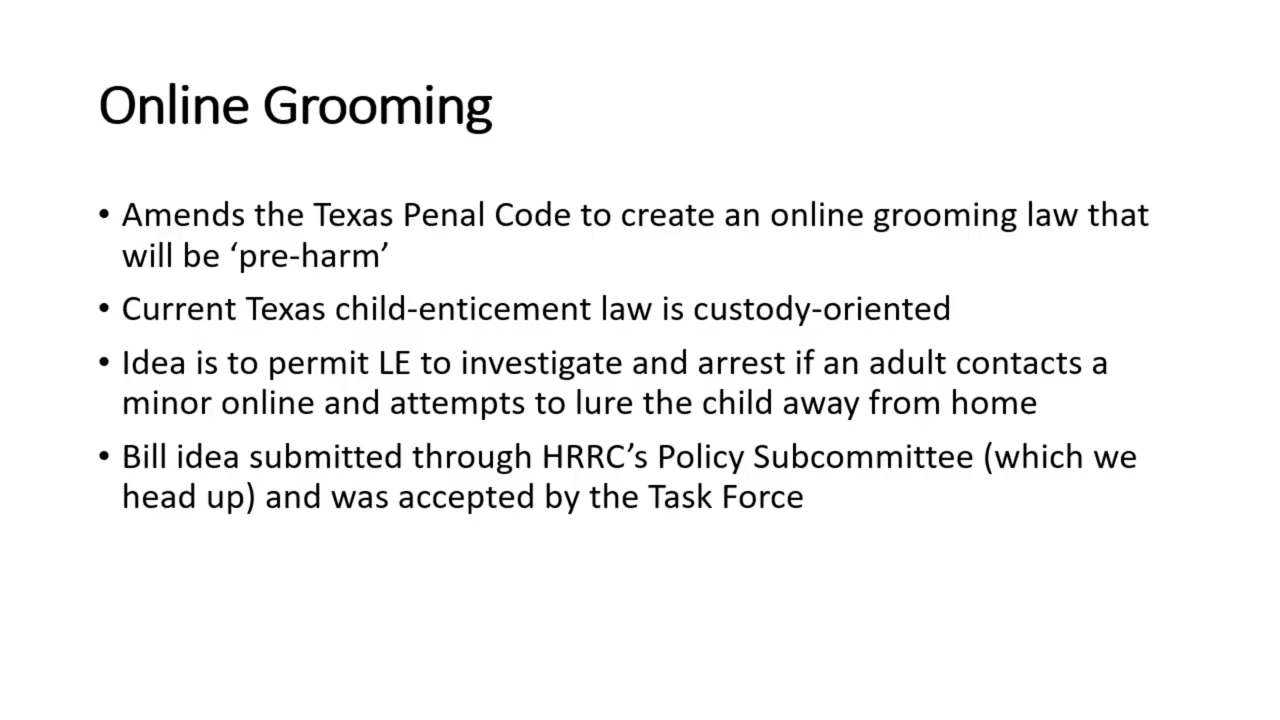 Online Grooming
• Amends the Texas Penal Code to create an online grooming law that
will be ‘pre-harm’
• Current Texas child-enticement law is custody-oriented
• Idea is to permit LE to investigate and arrest if an adult contacts a
minor online and attempts to lure the child away from home
• Bill idea submitted through HRRC’s Policy Subcommittee (which we
head up) and was accepted by the Task Force